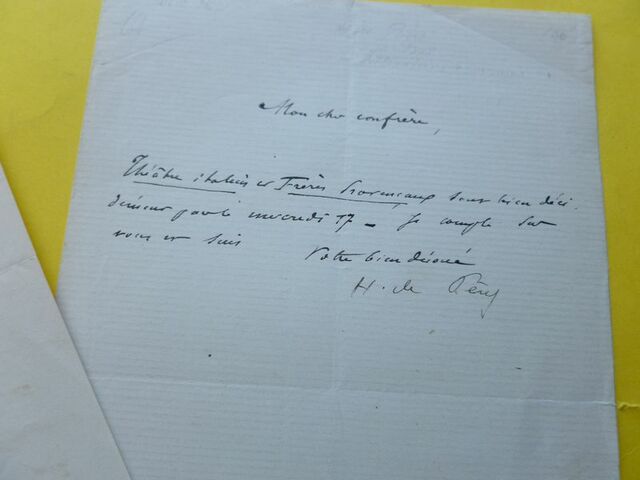 Mon cher confrère,
Théâtre italien et Frères sont bien déci-
dément pour le mercredi 17 - Je compte sur
vous et suis
Votre bien dévoué
H. de Pène